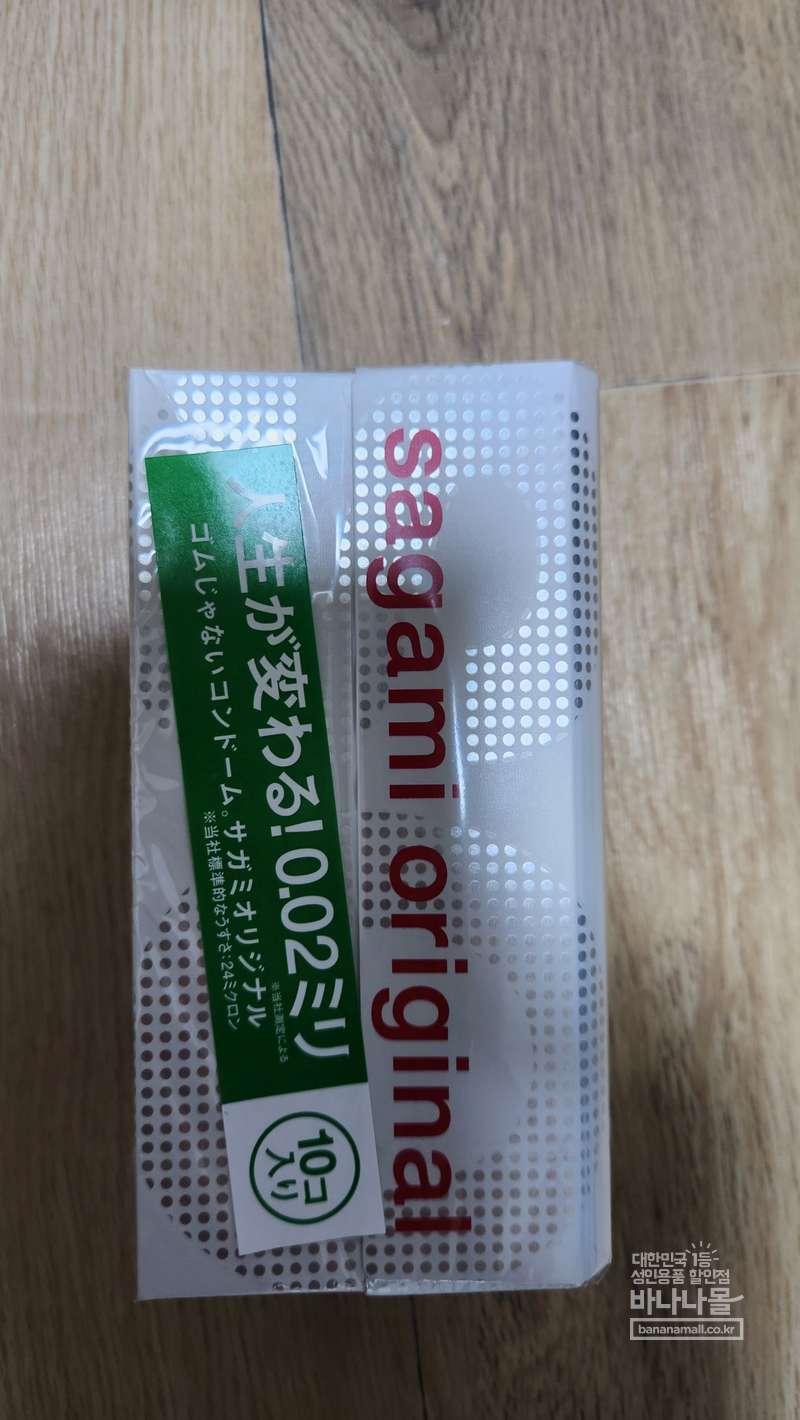 sagami original
人生が変わる!0.02ミリ
※当社測定による
ゴムじゃないコンドーム。サガミオリジナル
※当社標準的なうすさ:24ミクロン
10コ
入り
대한민국 1등
성인용품 할인점
바나나몰
bananamall.co.kr